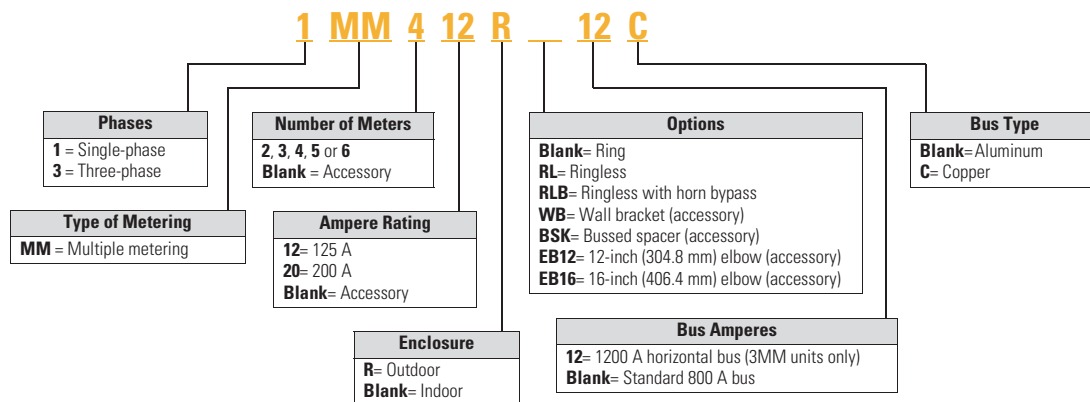 1 MM 4 12 R __ 12 C
Phases
1 = Single-phase
3 = Three-phase
Type of Metering
MM = Multiple metering
Number of Meters
2, 3, 4, 5 or 6
Blank = Accessory
Ampere Rating
12= 125 A
20= 200 A
Blank= Accessory
Enclosure
R= Outdoor
Blank= Indoor
Options
Blank= Ring
RL= Ringless
RLB= Ringless with horn bypass
WB= Wall bracket (accessory)
BSK= Bussed spacer (accessory)
EB12= 12-inch (304.8 mm) elbow (accessory)
EB16= 16-inch (406.4 mm) elbow (accessory)
Bus Amperes
12= 1200 A horizontal bus (3MM units only)
Blank= Standard 800 A bus
Bus Type
Blank= Aluminum
C= Copper